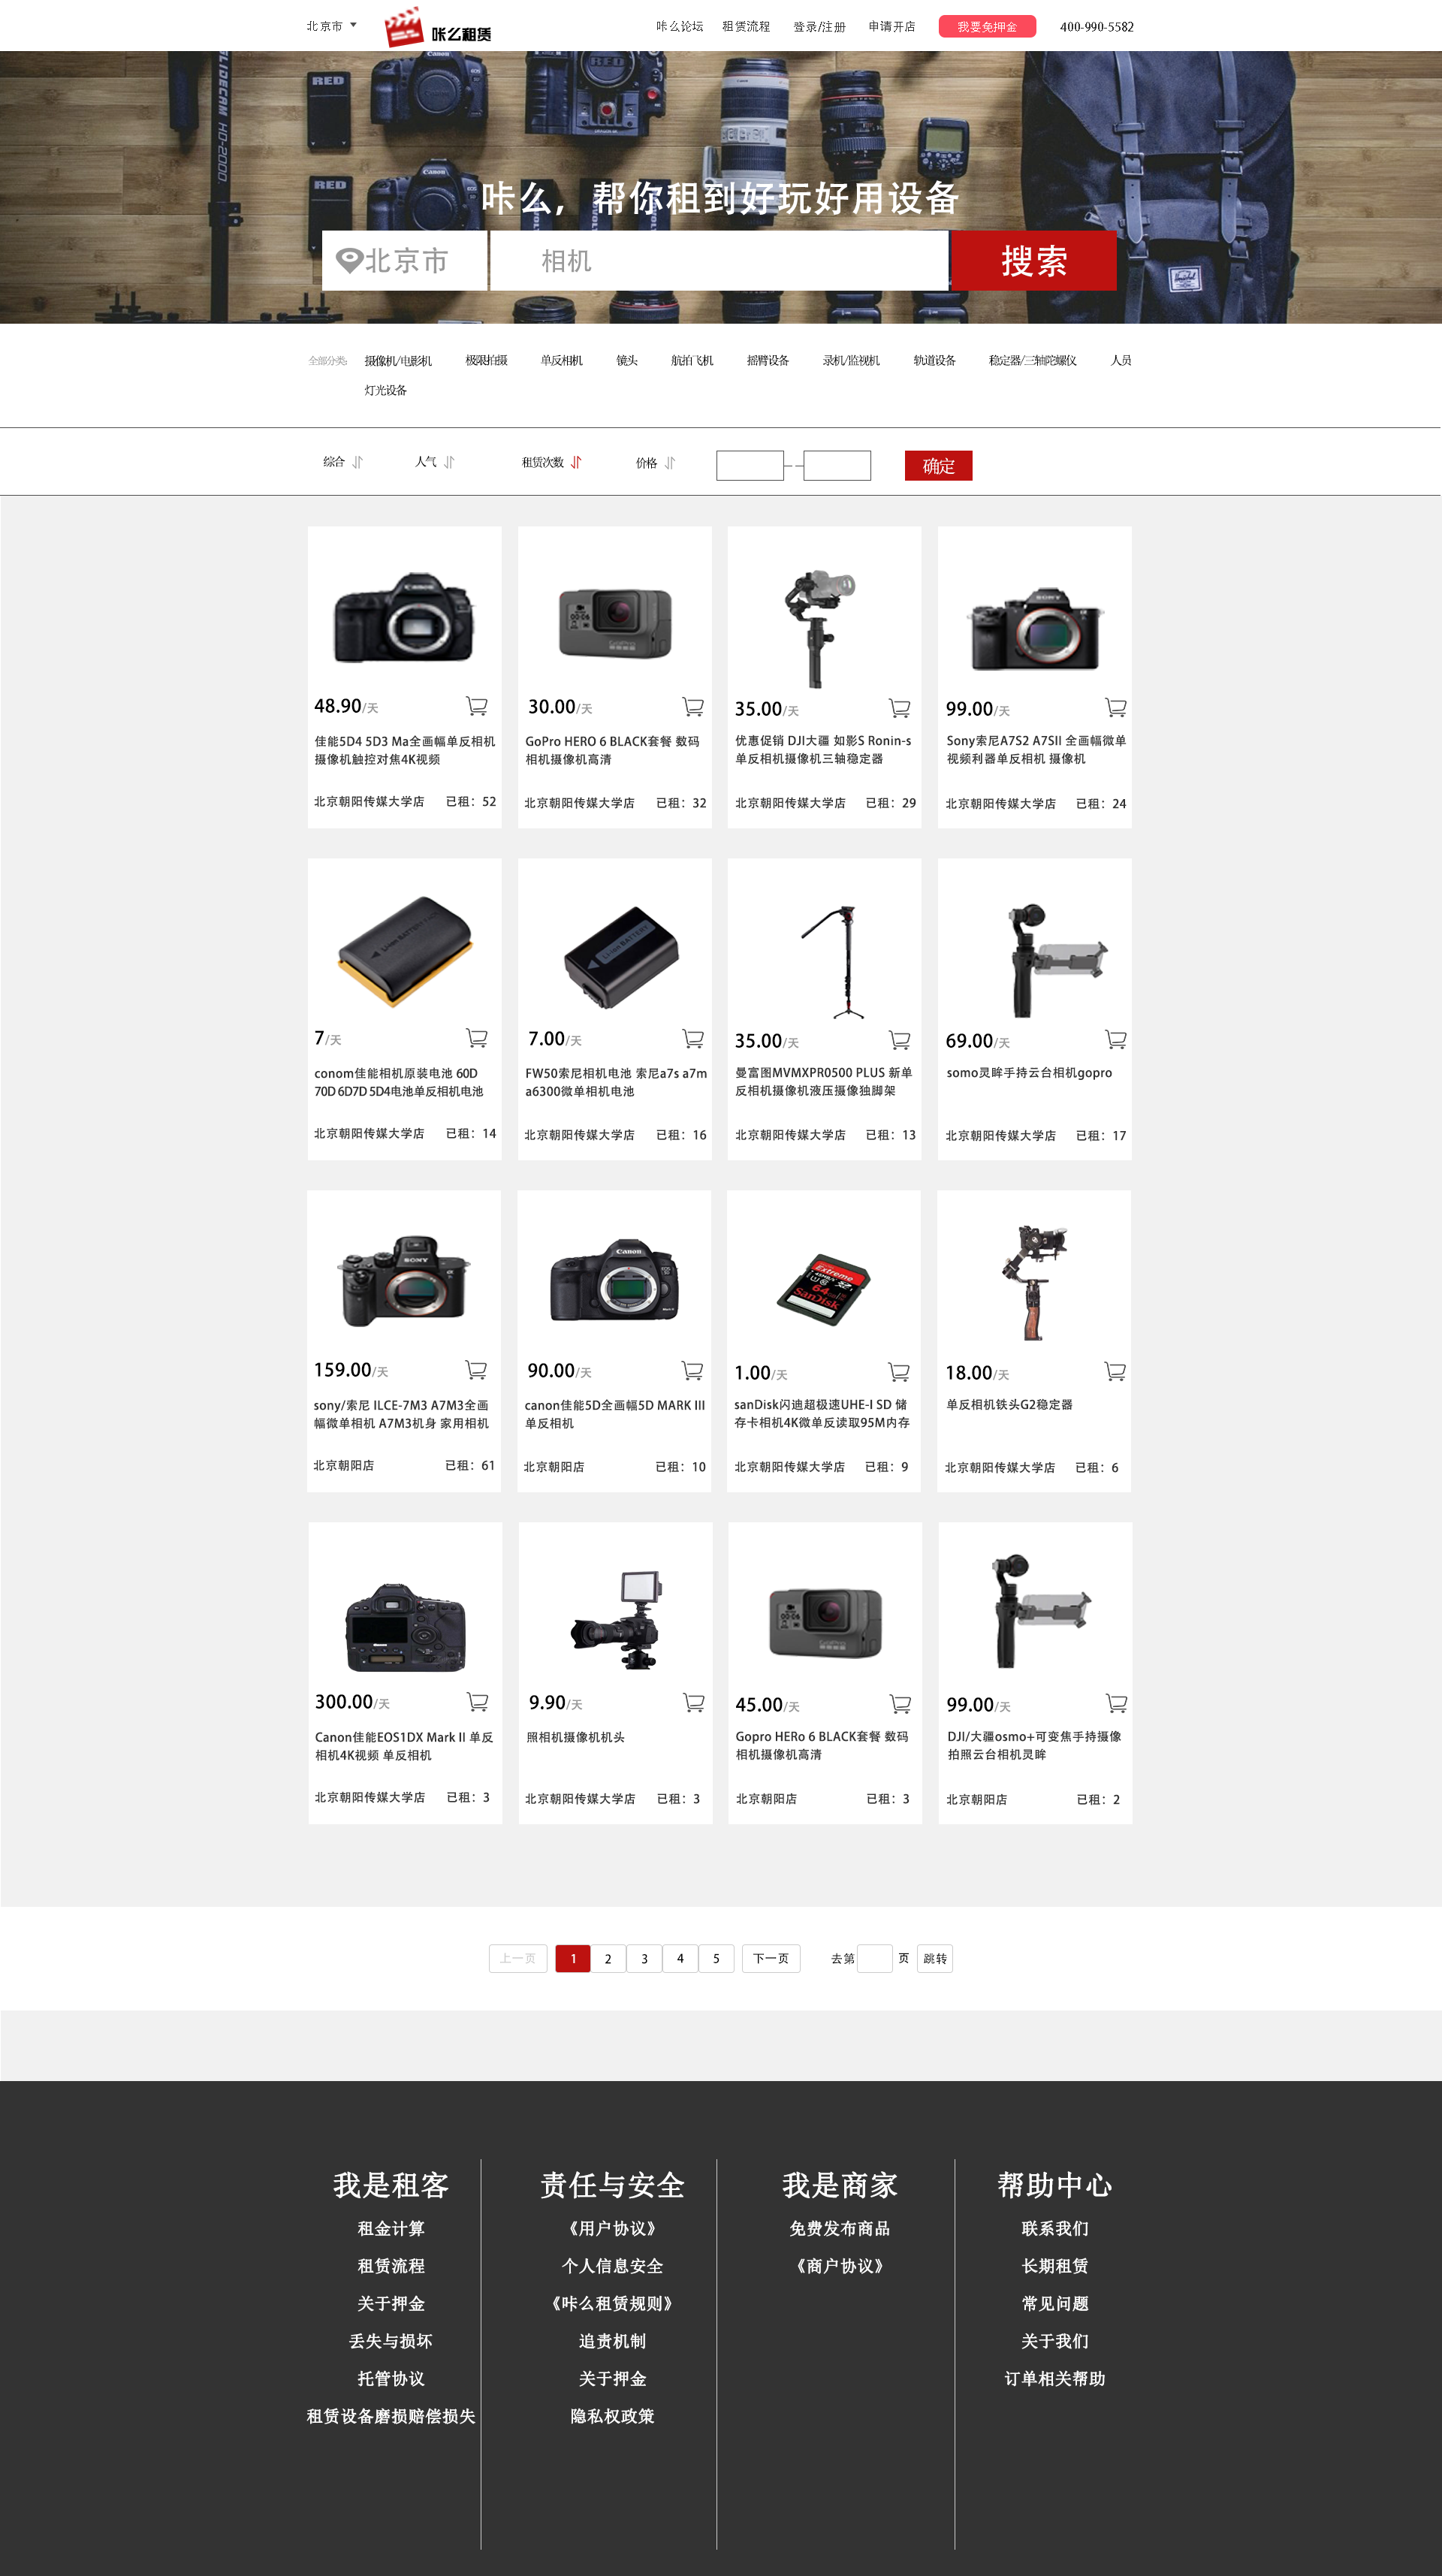 北京市
咔么租赁
咔么论坛 租赁流程 登录/注册 申请开店 我要免押金 400-990-5582
GLIDECAM HD-2000
RED
Canon
RED
RED
Canon
咔么，帮你租到好玩好用设备
北京市 相机 搜索
全部分类: 摄像机/电影机 极限拍摄 单反相机 镜头 航拍飞机 摇臂设备 录机/监视机 轨道设备 稳定器/三轴陀螺仪 人员
灯光设备
综合 人气 租赁次数 价格 - - 确定
Canon
SONY
48.90/天 30.00/天 35.00/天 99.00/天
佳能5D4 5D3 Ma全画幅单反相机
摄像机触控对焦4K视频
GoPro HERO 6 BLACK套餐 数码
相机摄像机高清
优惠促销 DJI大疆 如影S Ronin-s
单反相机摄像机三轴稳定器
Sony索尼A7S2 A7SII 全画幅微单
视频利器单反相机 摄像机
北京朝阳传媒大学店 已租：52
北京朝阳传媒大学店 已租：32
北京朝阳传媒大学店 已租：29
北京朝阳传媒大学店 已租：24
Li-ion BATTERY PACK
Li-ion BATTERY
7/天 7.00/天 35.00/天 69.00/天
conom佳能相机原装电池 60D
70D 6D7D 5D4电池单反相机电池
FW50索尼相机电池 索尼a7s a7m
a6300微单相机电池
曼富图MVMXPR0500 PLUS 新单
反相机摄像机液压摄像独脚架
somo灵眸手持云台相机gopro
北京朝阳传媒大学店 已租：14
北京朝阳传媒大学店 已租：16
北京朝阳传媒大学店 已租：13
北京朝阳传媒大学店 已租：17
SONY
Canon
Extreme
64
SanDisk
159.00/天 90.00/天 1.00/天 18.00/天
sony/索尼 ILCE-7M3 A7M3全画
幅微单相机 A7M3机身 家用相机
canon佳能5D全画幅5D MARK III
单反相机
sanDisk闪迪超极速UHE-I SD 储
存卡相机4K微单反读取95M内存
单反相机铁头G2稳定器
北京朝阳店 已租：61
北京朝阳店 已租：10
北京朝阳传媒大学店 已租：9
北京朝阳传媒大学店 已租：6
300.00/天 9.90/天 45.00/天 99.00/天
Canon佳能EOS1DX Mark II 单反
相机4K视频 单反相机
照相机摄像机机头
Gopro HERo 6 BLACK套餐 数码
相机摄像机高清
DJI/大疆osmo+可变焦手持摄像
拍照云台相机灵眸
北京朝阳传媒大学店 已租：3
北京朝阳传媒大学店 已租：3
北京朝阳店 已租：3
北京朝阳店 已租：2
上一页 1 2 3 4 5 下一页 去第 页 跳转
我是租客
租金计算
租赁流程
关于押金
丢失与损坏
托管协议
租赁设备磨损赔偿损失
责任与安全
《用户协议》
个人信息安全
《咔么租赁规则》
追责机制
关于押金
隐私权政策
我是商家
免费发布商品
《商户协议》
帮助中心
联系我们
长期租赁
常见问题
关于我们
订单相关帮助